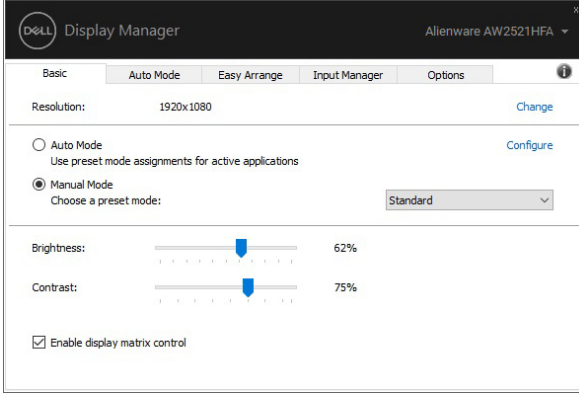 DELL Display Manager
Alienware AW2521HFA
Basic Auto Mode Easy Arrange Input Manager Options
Resolution: 1920x1080 Change
Auto Mode Configure
Use preset mode assignments for active applications
Manual Mode
Choose a preset mode: Standard
Brightness: 62%
Contrast: 75%
Enable display matrix control